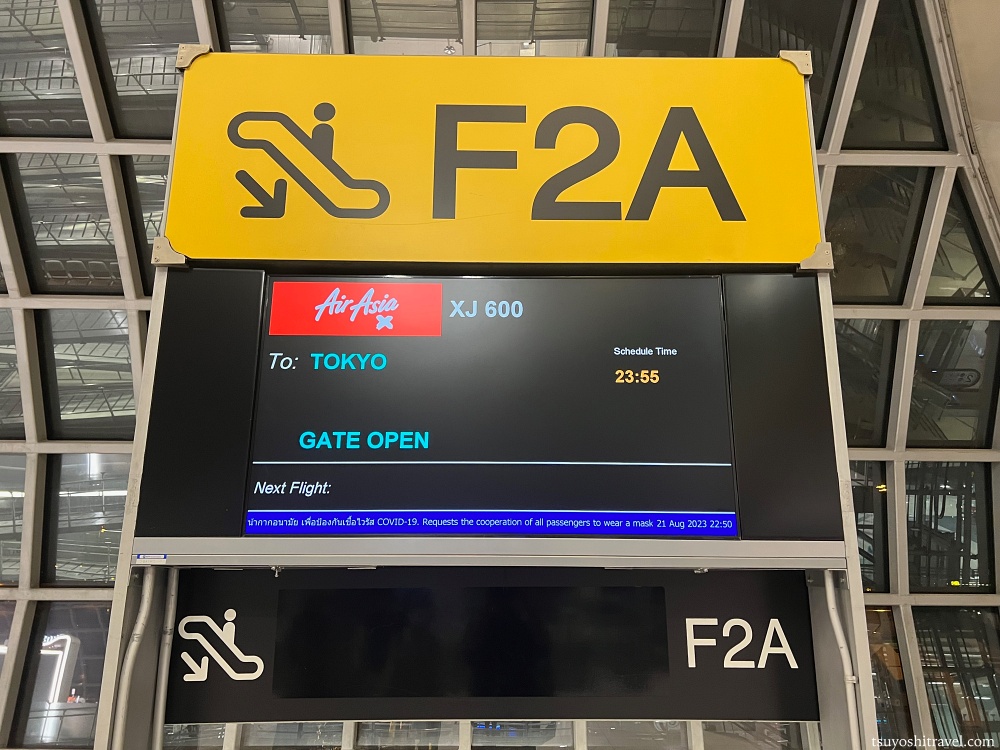 F2A
AirAsia X
XJ 600
To: TOKYO
Schedule Time
23:55
GATE OPEN
Next Flight:
นากากอนามัย เพื่อป้องกันเชื้อไวรัส COVID-19. Requests the cooperation of all passengers to wear a mask 21 Aug 2023 22:50
F2A
tsuyoshitravel.com